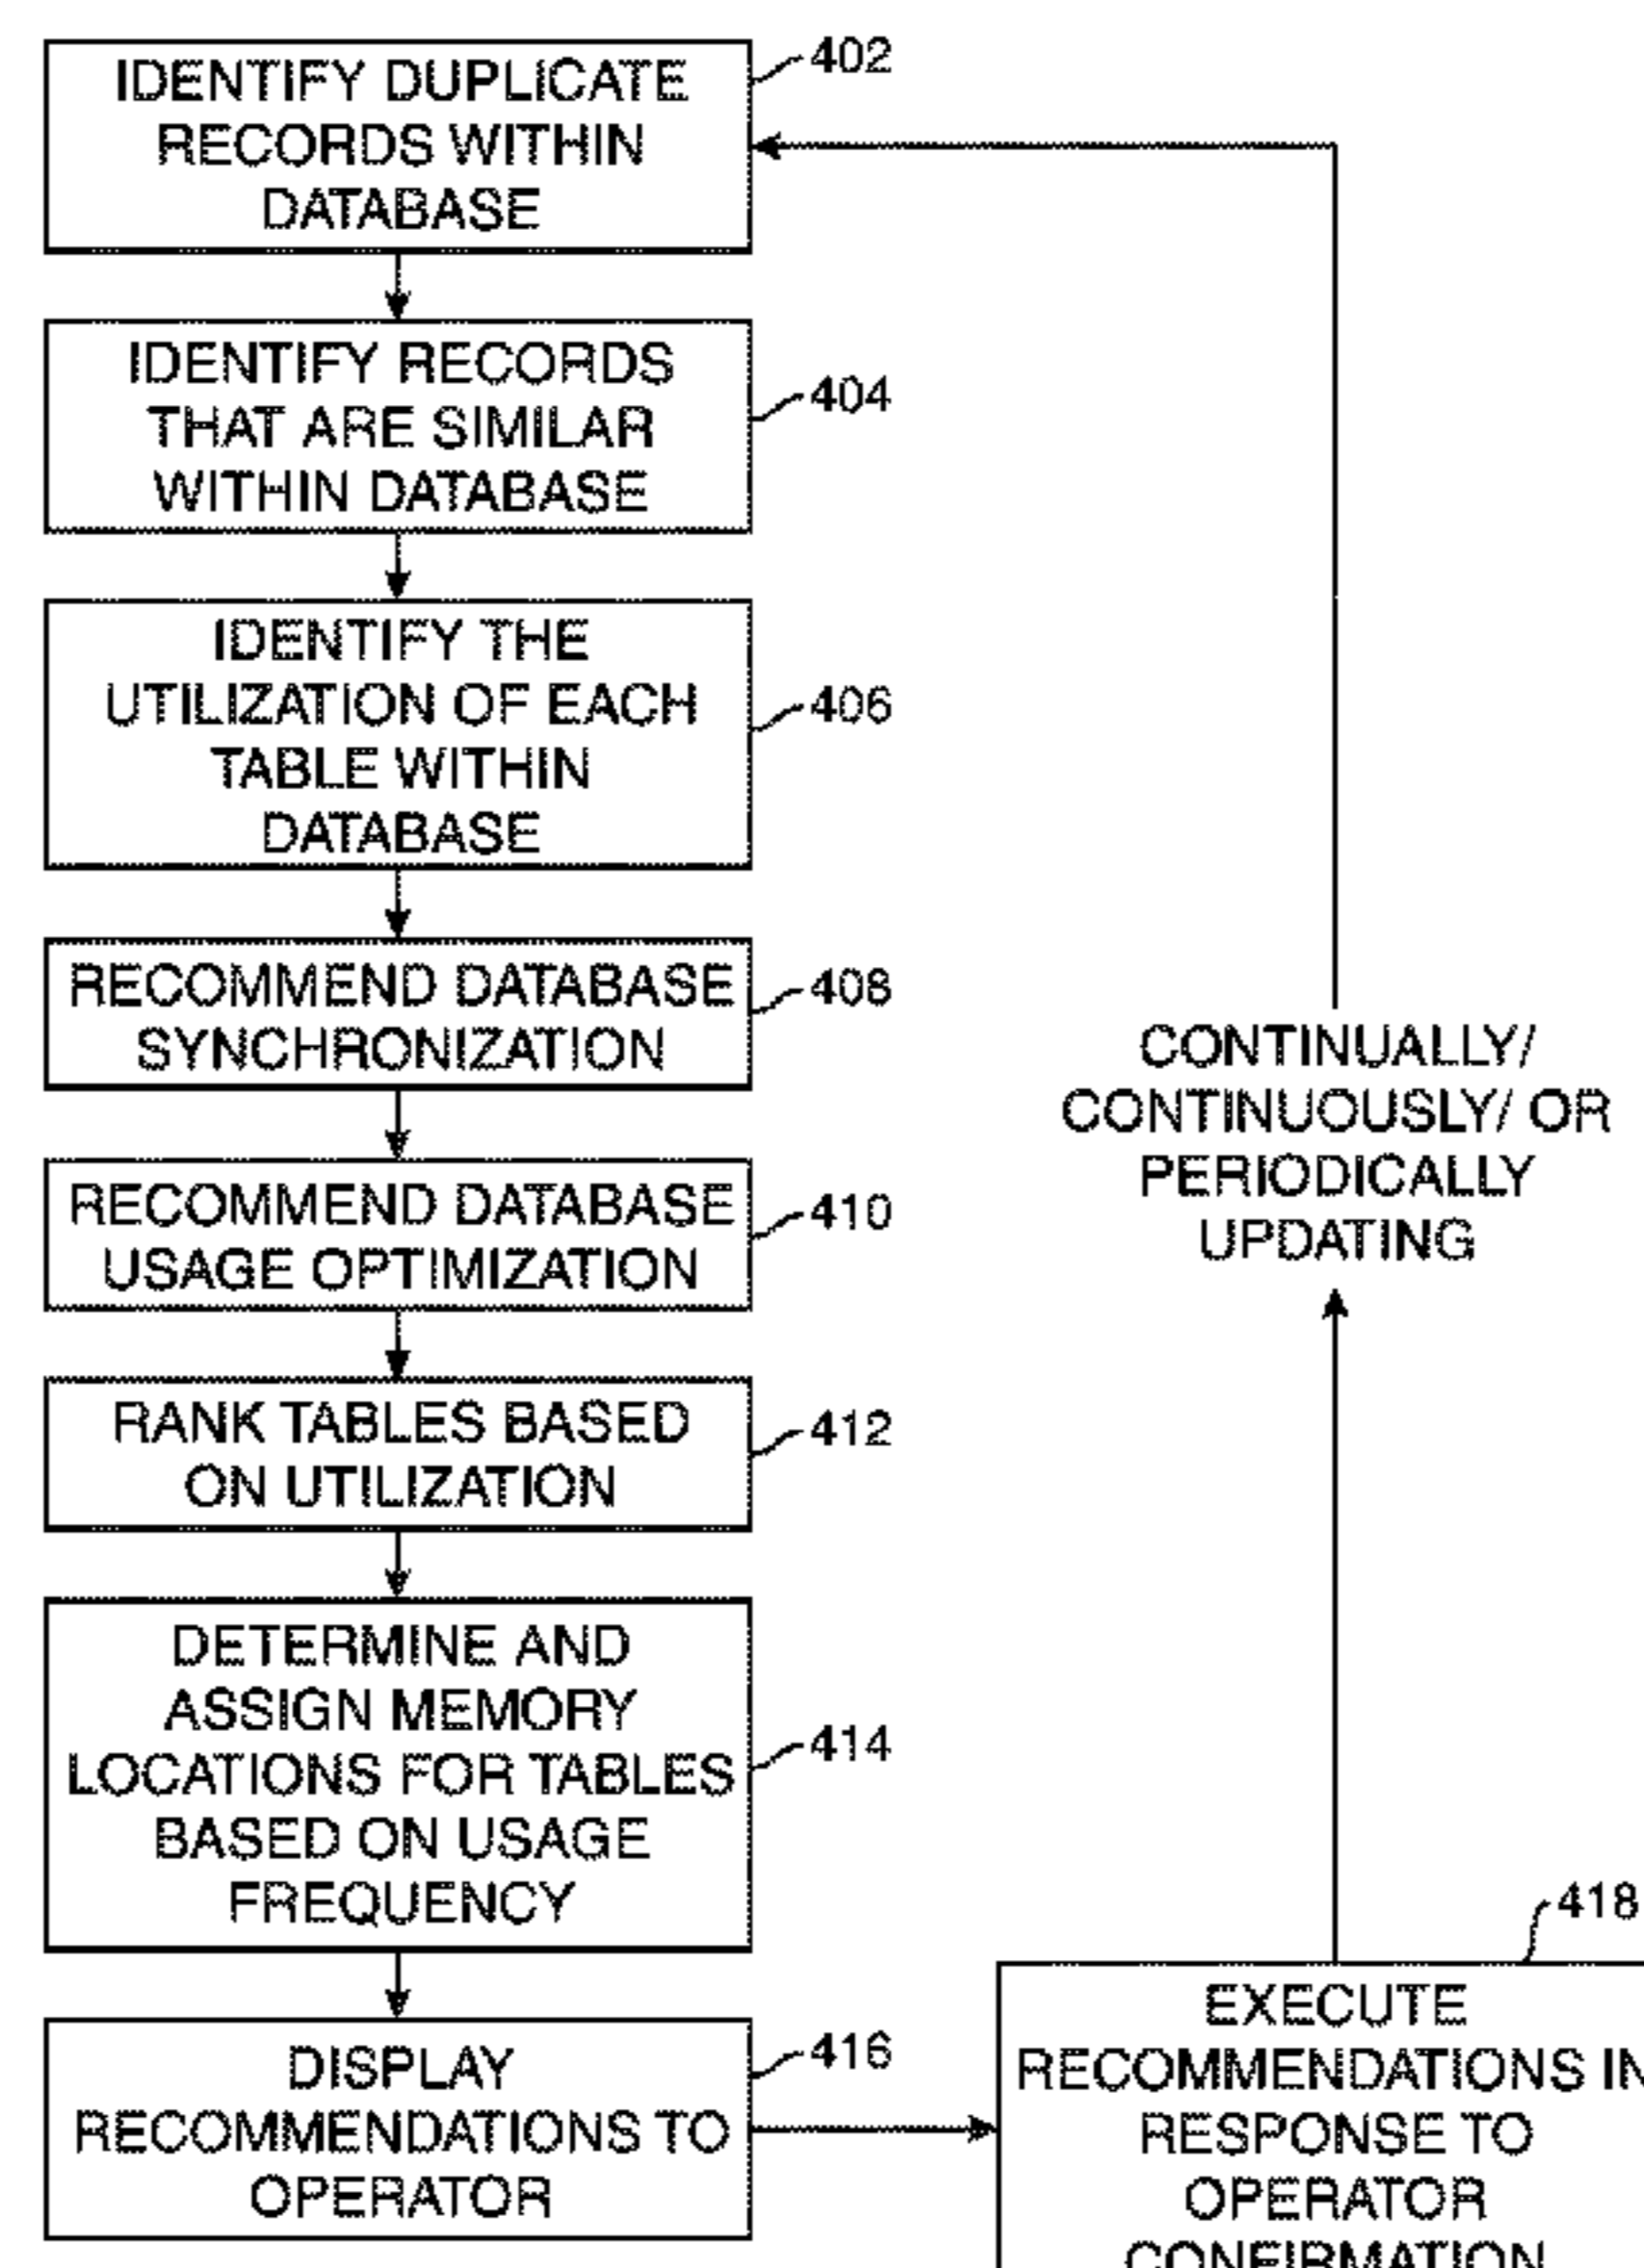 402
IDENTIFY DUPLICATE
RECORDS WITHIN
DATABASE
404
IDENTIFY RECORDS
THAT ARE SIMILAR
WITHIN DATABASE
406
IDENTIFY THE
UTILIZATION OF EACH
TABLE WITHIN
DATABASE
408
RECOMMEND DATABASE
SYNCHRONIZATION
410
RECOMMEND DATABASE
USAGE OPTIMIZATION
412
RANK TABLES BASED
ON UTILIZATION
414
DETERMINE AND
ASSIGN MEMORY
LOCATIONS FOR TABLES
BASED ON USAGE
FREQUENCY
416
DISPLAY
RECOMMENDATIONS TO
OPERATOR
418
EXECUTE
RECOMMENDATIONS IN
RESPONSE TO
OPERATOR
CONFIRMATION
CONTINUALLY/
CONTINUOUSLY/ OR
PERIODICALLY
UPDATING